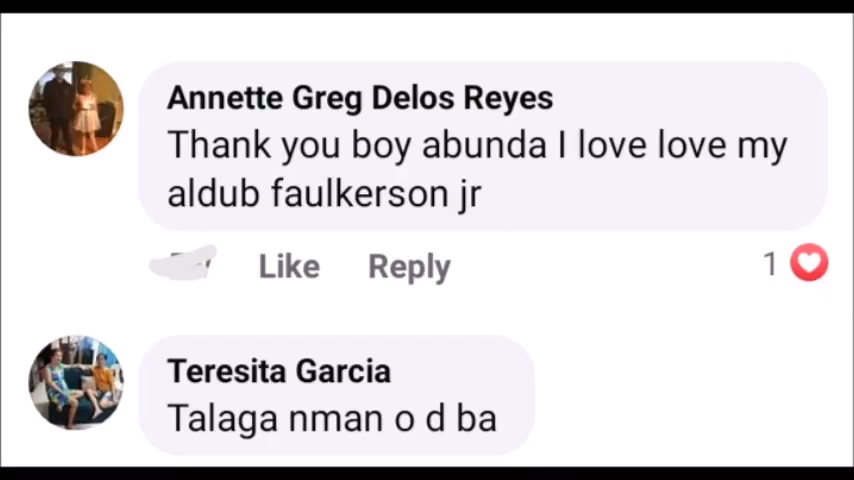 Annette Greg Delos Reyes
Thank you boy abunda I love love my
aldub faulkerson jr
Like Reply 1
Teresita Garcia
Talaga nman o d ba